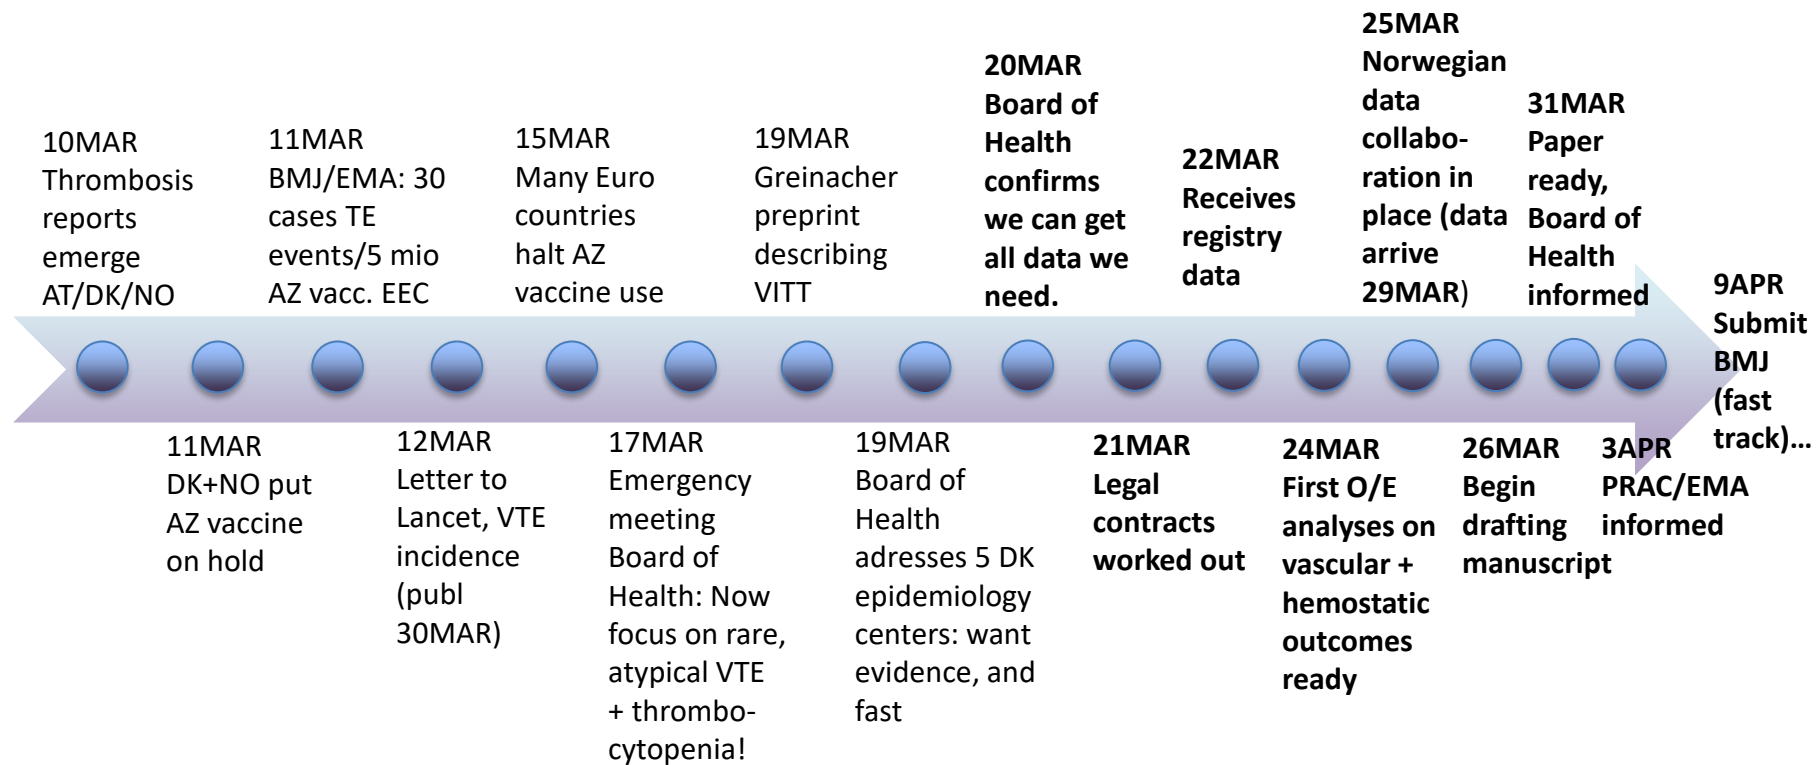 10MAR
Thrombosis
reports
emerge
AT/DK/NO
11MAR
DK+NO put
AZ vaccine
on hold
11MAR
BMJ/EMA: 30
cases TE
events/5 mio
AZ vacc. EEC
12MAR
Letter to
Lancet, VTE
incidence
(publ
30MAR)
15MAR
Many Euro
countries
halt AZ
vaccine use
17MAR
Emergency
meeting
Board of
Health: Now
focus on rare,
atypical VTE
+ thrombo-
cytopenia!
19MAR
Greinacher
preprint
describing
VITT
19MAR
Board of
Health
adresses 5 DK
epidemiology
centers: want
evidence, and
fast
20MAR
Board of
Health
confirms
we can get
all data we
need.
21MAR
Legal
contracts
worked out
22MAR
Receives
registry
data
24MAR
First O/E
analyses on
vascular +
hemostatic
outcomes
ready
25MAR
Norwegian
data
collabo-
ration in
place (data
arrive
29MAR)
26MAR
Begin
drafting
manuscript
31MAR
Paper
ready,
Board of
Health
informed
3APR
PRAC/EMA
informed
9APR
Submit
BMJ
(fast
track)…